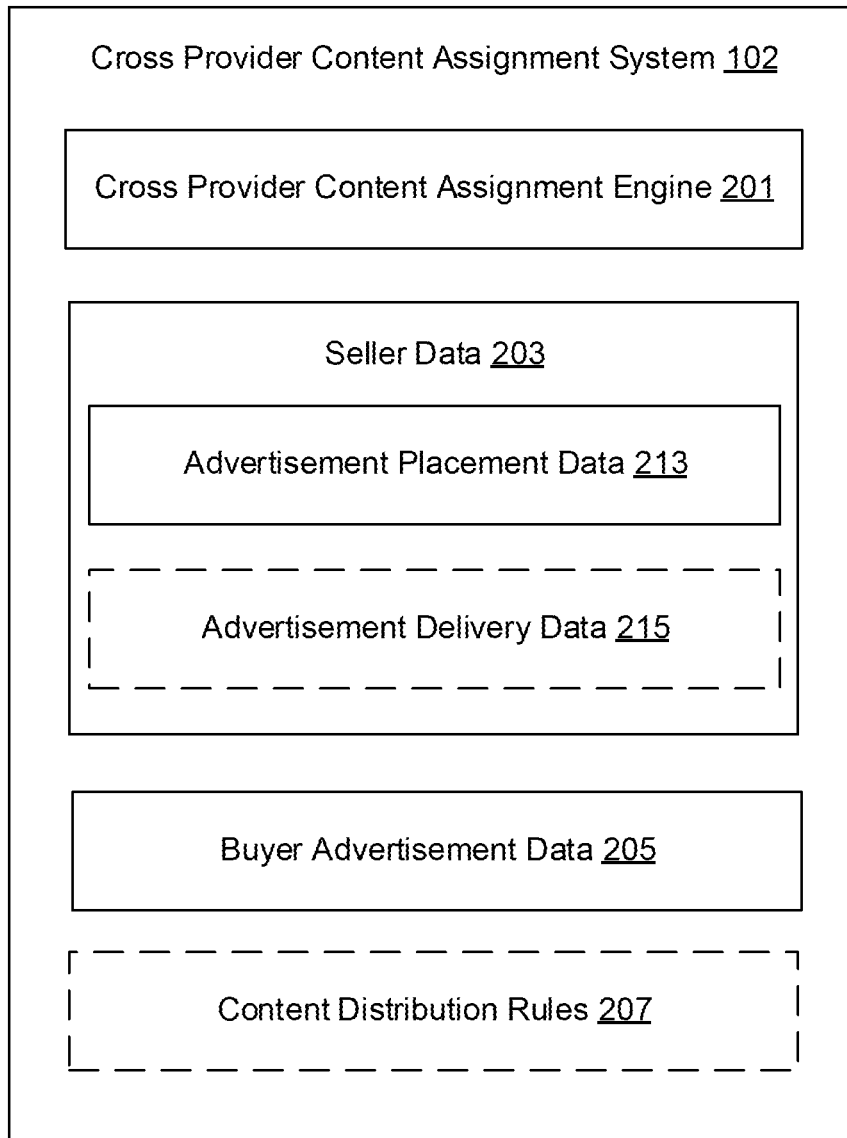 Cross Provider Content Assignment System 102
Cross Provider Content Assignment Engine 201
Seller Data 203
Advertisement Placement Data 213
Advertisement Delivery Data 215
Buyer Advertisement Data 205
Content Distribution Rules 207